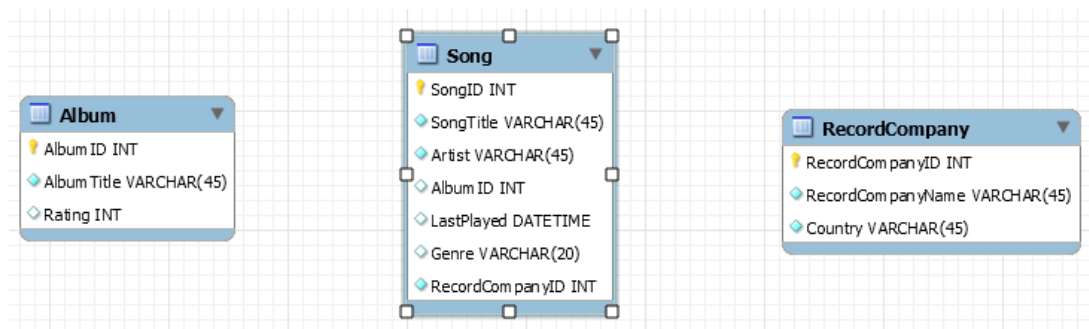 Album
AlbumID INT
AlbumTitle VARCHAR(45)
Rating INT
Song
SongID INT
SongTitle VARCHAR(45)
Artist VARCHAR(45)
AlbumID INT
LastPlayed DATETIME
Genre VARCHAR(20)
RecordCompanyID INT
RecordCompany
RecordCompanyID INT
RecordCompanyName VARCHAR(45)
Country VARCHAR(45)